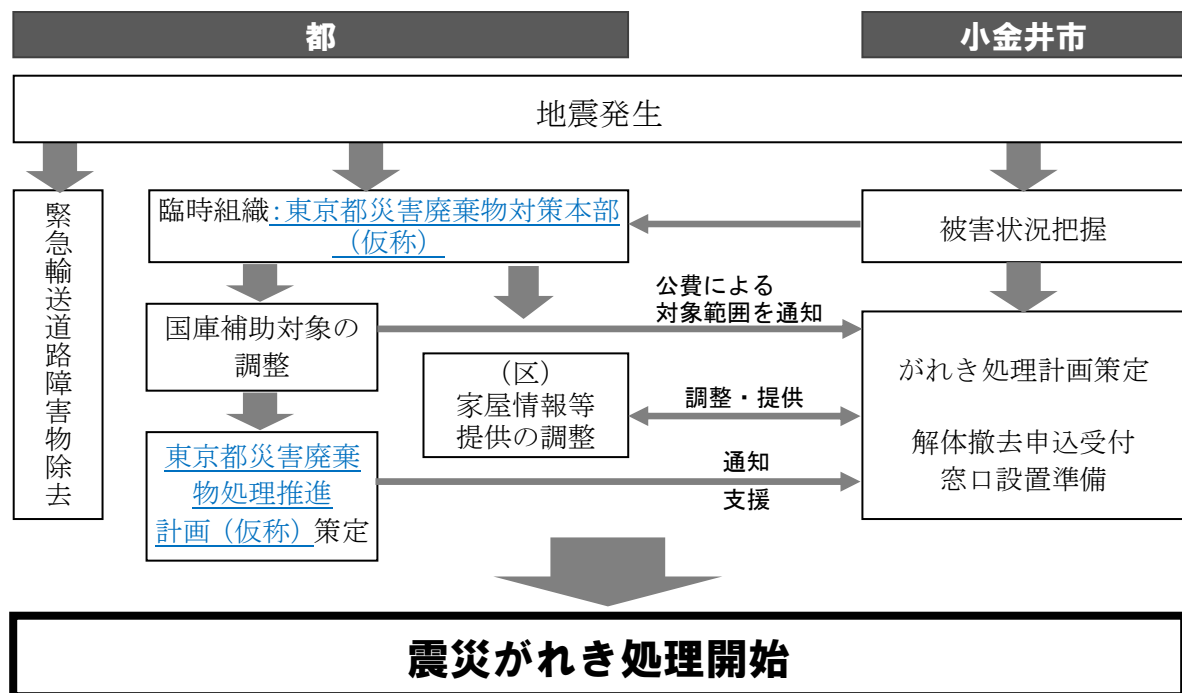 都
小金井市
地震発生
緊急輸送道路障害物除去
臨時組織:東京都災害廃棄物対策本部
（仮称）
被害状況把握
国庫補助対象の
調整
公費による
対象範囲を通知
（区）
家屋情報等
提供の調整
調整・提供
がれき処理計画策定
解体撤去申込受付
窓口設置準備
東京都災害廃棄
物処理推進
計画（仮称）策定
通知
支援
震災がれき処理開始